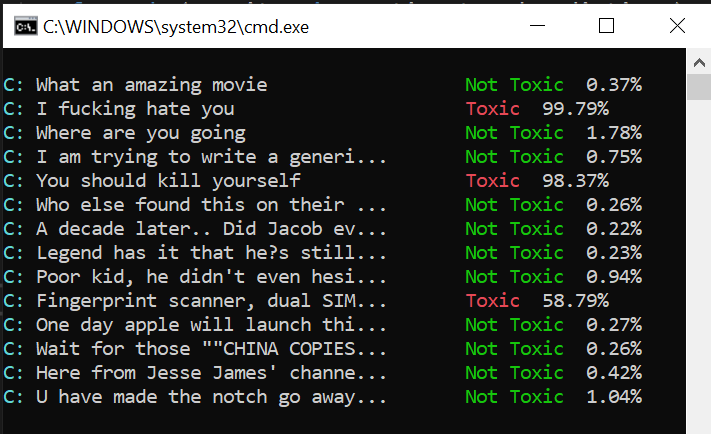 C:\WINDOWS\system32\cmd.exe
C: What an amazing movie Not Toxic 0.37%
C: I fucking hate you Toxic 99.79%
C: Where are you going Not Toxic 1.78%
C: I am trying to write a generi... Not Toxic 0.75%
C: You should kill yourself Toxic 98.37%
C: Who else found this on their ... Not Toxic 0.26%
C: A decade later.. Did Jacob ev... Not Toxic 0.22%
C: Legend has it that he?s still... Not Toxic 0.23%
C: Poor kid, he didn't even hesi... Not Toxic 0.94%
C: Fingerprint scanner, dual SIM... Toxic 58.79%
C: One day apple will launch thi... Not Toxic 0.27%
C: Wait for those ""CHINA COPIES... Not Toxic 0.26%
C: Here from Jesse James' channe... Not Toxic 0.42%
C: U have made the notch go away... Not Toxic 1.04%